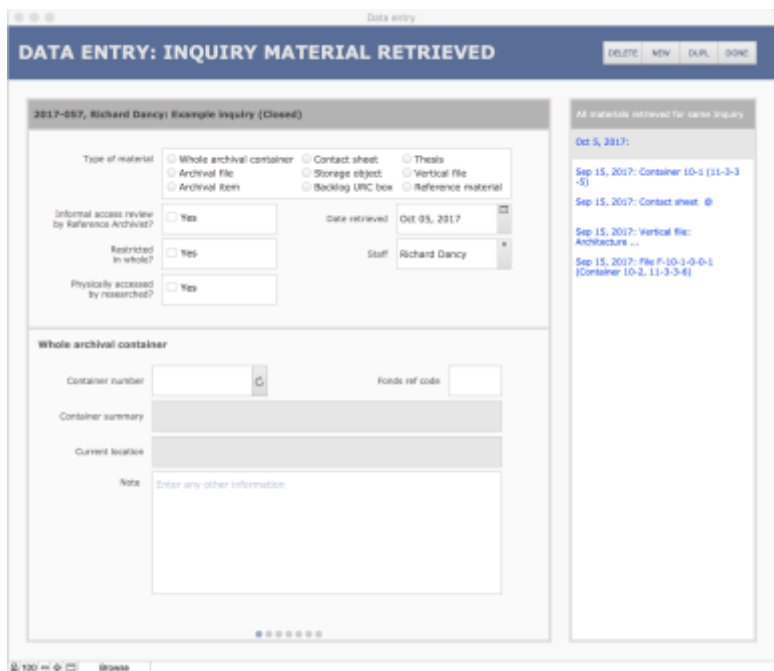 Data entry
DATA ENTRY: INQUIRY MATERIAL RETRIEVED
DELETE NEW DUPL DONE
2017-057, Richard Dancy: Example inquiry (Closed)
Type of material
Whole archival container Contact sheet Thesis
Archival file Storage object Vertical file
Archival item Backlog URC box Reference material
Informal access review
by Reference Archivist?
Yes
Date retrieved Oct 05, 2017
Restricted
in whole?
Yes
Staff Richard Dancy
Physically accessed
by researched?
Yes
Whole archival container
Container number
Fonds ref code
Container summary
Current location
Note
Enter any other information
All materials retrieved for same Inquiry
Oct 5, 2017:
Sep 15, 2017: Container 10-1 (11-3-3
-5)
Sep 15, 2017: Contact sheet @
Sep 15, 2017: Vertical file:
Architecture ...
Sep 15, 2017: File F-10-1-0-0-1
(Container 10-2, 11-3-3-6)
100
Browse